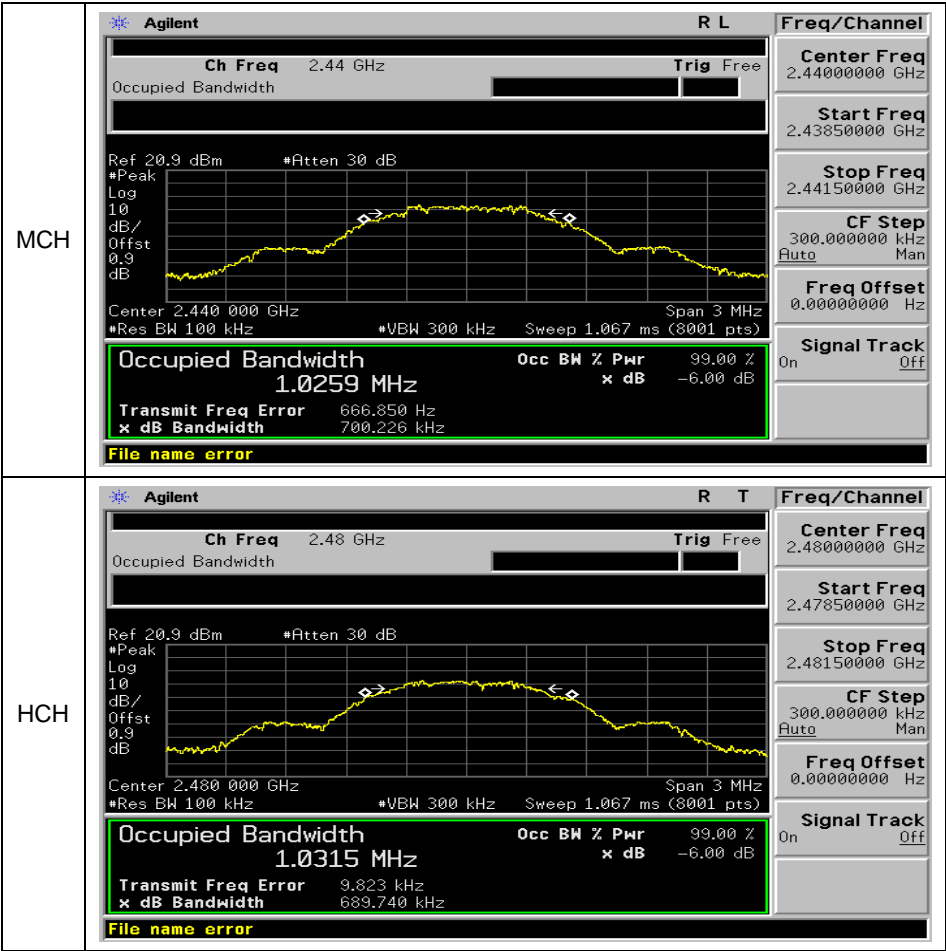 MCH
Agilent R L Freq/Channel
Ch Freq 2.44 GHz Trig Free
Occupied Bandwidth
Center Freq
2.44000000 GHz
Start Freq
2.43850000 GHz
Stop Freq
2.44150000 GHz
CF Step
300.000000 kHz
Auto Man
Freq Offset
0.00000000 Hz
Signal Track
On Off
Ref 20.9 dBm #Atten 30 dB
#Peak
Log
10
dB/
Offst
0.9
dB
Center 2.440 000 GHz Span 3 MHz
#Res BW 100 kHz #VBW 300 kHz Sweep 1.067 ms (8001 pts)
Occupied Bandwidth Occ BW % Pwr 99.00 %
1.0259 MHz x dB -6.00 dB
Transmit Freq Error 666.850 Hz
x dB Bandwidth 700.226 kHz
File name error
HCH
Agilent R T Freq/Channel
Ch Freq 2.48 GHz Trig Free
Occupied Bandwidth
Center Freq
2.48000000 GHz
Start Freq
2.47850000 GHz
Stop Freq
2.48150000 GHz
CF Step
300.000000 kHz
Auto Man
Freq Offset
0.00000000 Hz
Signal Track
On Off
Ref 20.9 dBm #Atten 30 dB
#Peak
Log
10
dB/
Offst
0.9
dB
Center 2.480 000 GHz Span 3 MHz
#Res BW 100 kHz #VBW 300 kHz Sweep 1.067 ms (8001 pts)
Occupied Bandwidth Occ BW % Pwr 99.00 %
1.0315 MHz x dB -6.00 dB
Transmit Freq Error 9.823 kHz
x dB Bandwidth 689.740 kHz
File name error